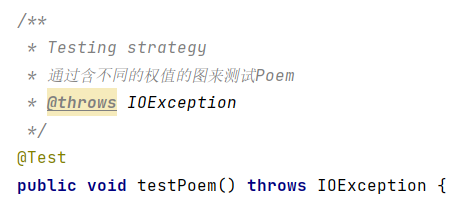 /**
* Testing strategy
* 通过含不同的权值的图来测试Poem
* @throws IOException
*/
@Test
public void testPoem() throws IOException {